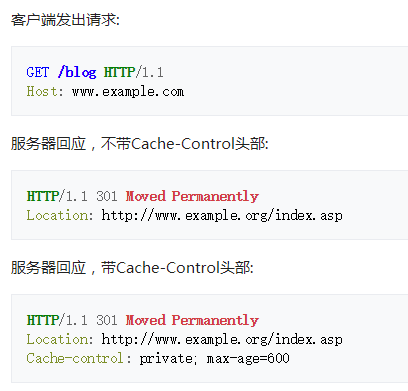 客户端发出请求:
GET /blog HTTP/1.1
Host: www.example.com
服务器回应，不带Cache-Control头部:
HTTP/1.1 301 Moved Permanently
Location: http://www.example.org/index.asp
服务器回应，带Cache-Control头部:
HTTP/1.1 301 Moved Permanently
Location: http://www.example.org/index.asp
Cache-control: private; max-age=600